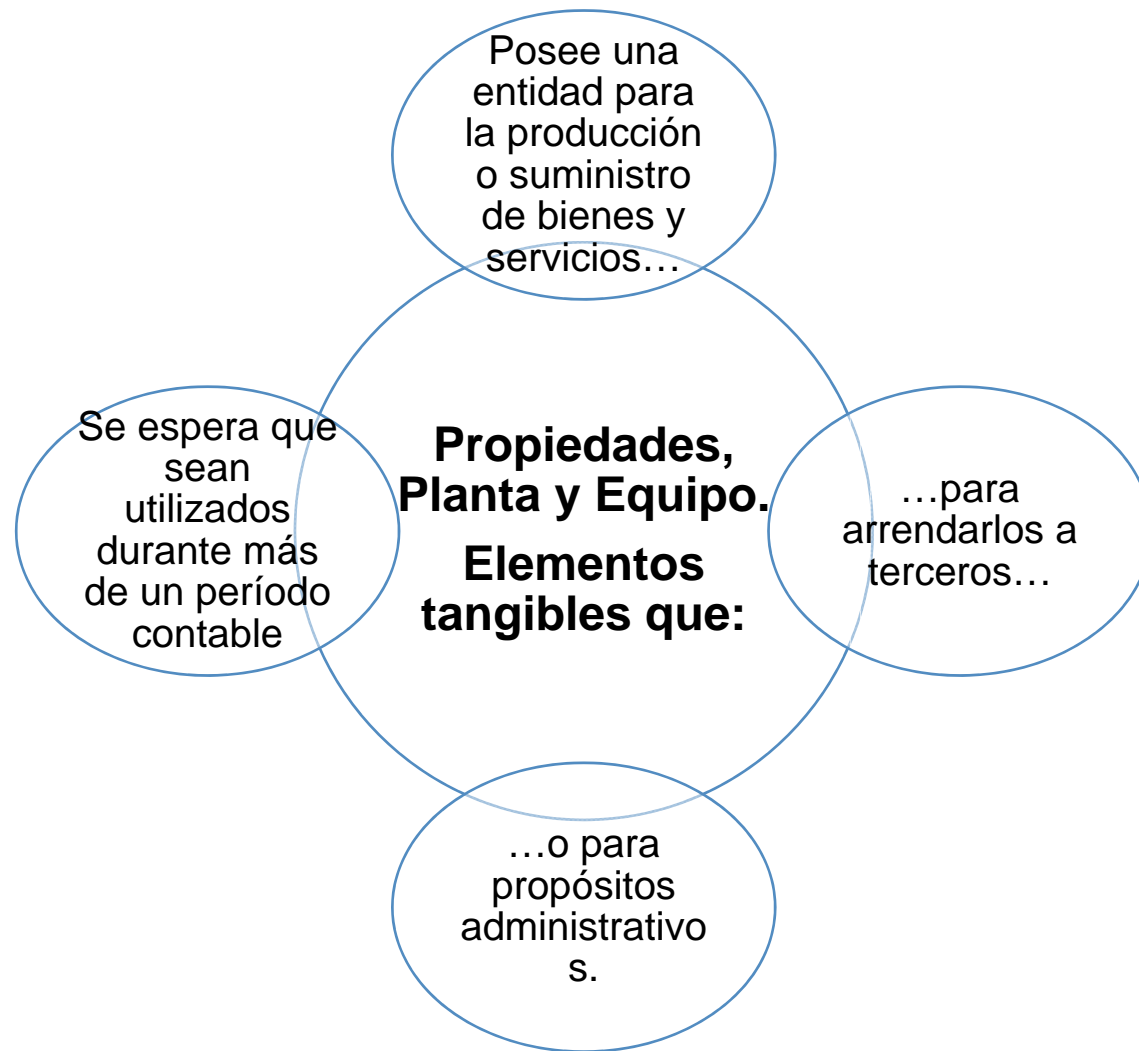 Posee una
entidad para
la producción
o suministro
de bienes y
servicios…
Se espera que
sean
utilizados
durante más
de un período
contable
Propiedades,
Planta y Equipo.
Elementos
tangibles que:
…para
arrendarlos a
terceros…
…o para
propósitos
administrativo
s.